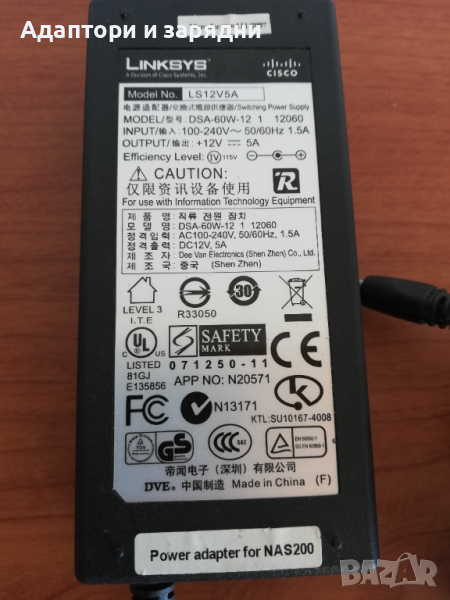 Адаптори и зарядни
LINKSYS®
A Division of Cisco Systems, Inc.
CISCO
Model No. LS12V5A
电源适配器/交換式電源供應器/Switching Power Supply
MODEL/型号: DSA-60W-12 1 12060
INPUT/输入: 100-240V～ 50/60Hz 1.5A
OUTPUT/输出: +12V ⎓ 5A
Efficiency Level: IV 115V
CAUTION:
仅限资讯设备使用
For use with Information Technology Equipment
R
제 품 명: 직류 전원 장치
모 델 명: DSA-60W-12 1 12060
정격입력: AC100-240V, 50/60Hz, 1.5A
정격출력: DC12V, 5A
제 조 자: Dee Van Electronics (Shen Zhen) Co., Ltd.
제 조 국: 중국 (Shen Zhen)
LEVEL 3
I.T.E
R33050
30
UL
LISTED
81GJ
E135856
SAFETY
MARK
071250-11
APP NO: N20571
FC
N13171
K
KTL:SU10167-4008
GS
CCC
帝闻电子 (深圳) 有限公司
DVE® 中国制造 Made in China (F)
Power adapter for NAS200
BAZAR